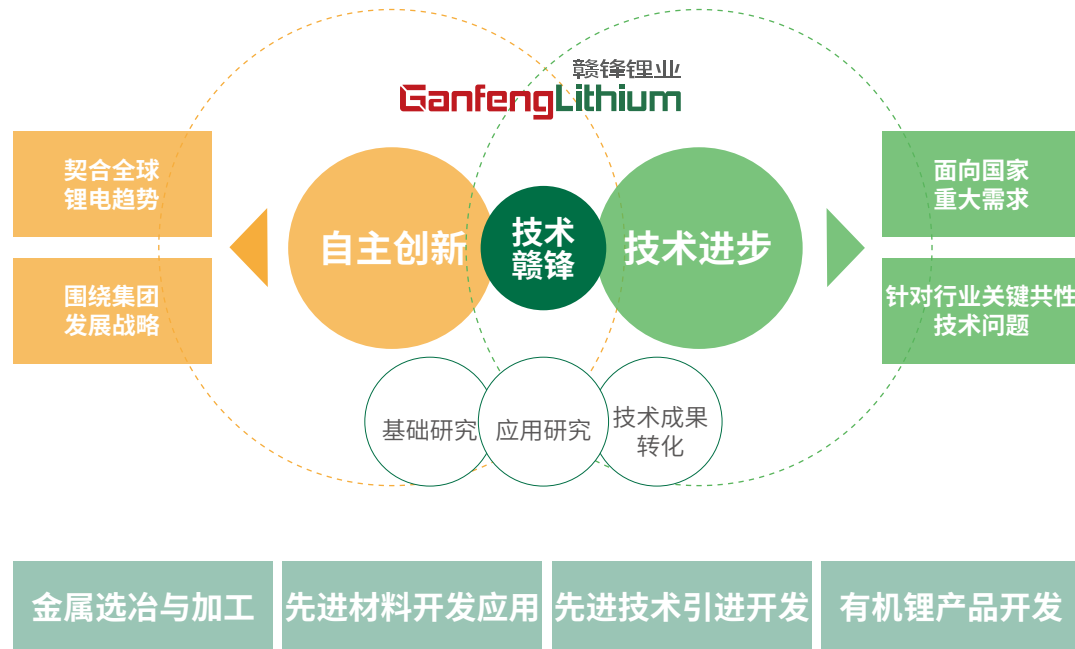 赣锋锂业
GanfengLithium
契合全球
锂电趋势
围绕集团
发展战略
自主创新
技术
赣锋
技术进步
面向国家
重大需求
针对行业关键共性
技术问题
基础研究
应用研究
技术成果
转化
金属选冶与加工
先进材料开发应用
先进技术引进开发
有机锂产品开发